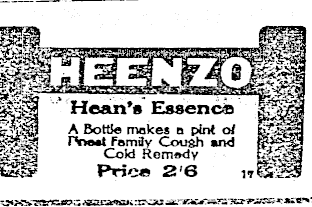 HEENZO
Hean's Essence
A Bottle makes a pint of
Finest Family Cough and
Cold Remedy
Price 2/6
17